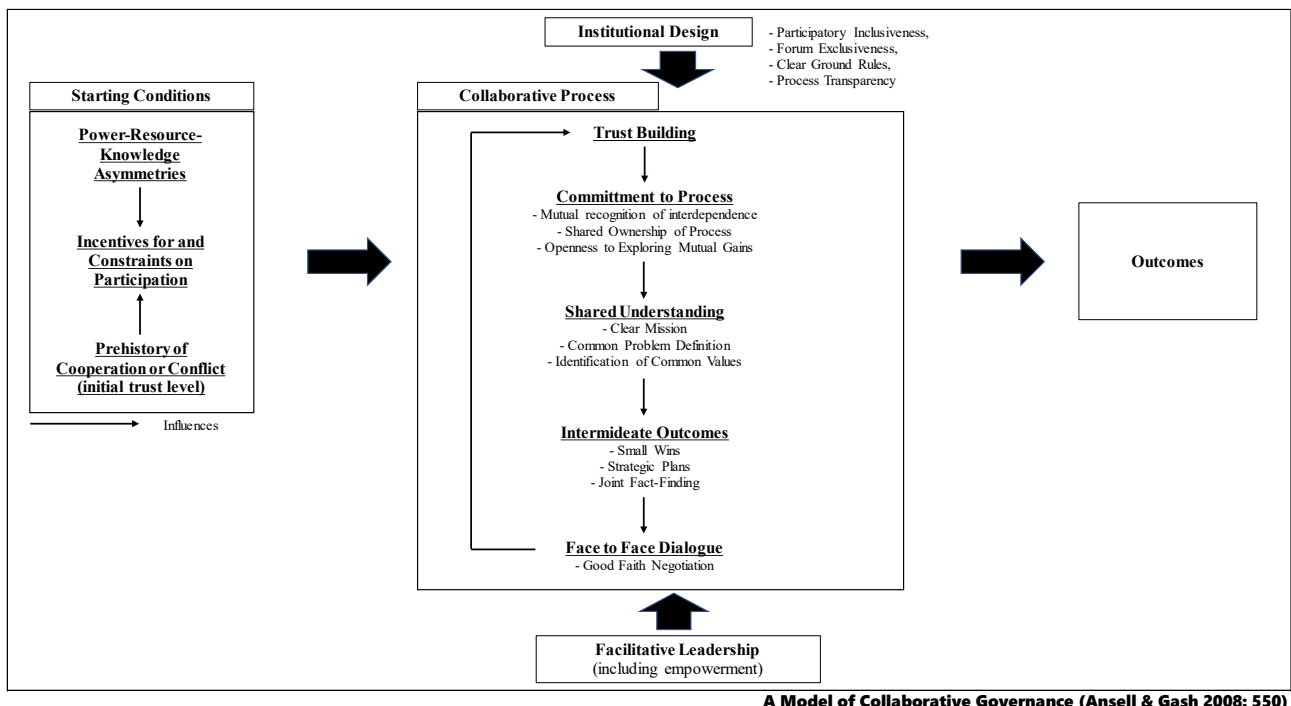 Institutional Design
- Participatory Inclusiveness,
- Forum Exclusiveness,
- Clear Ground Rules,
- Process Transparency
Starting Conditions
Power-Resource-
Knowledge
Asymmetries
Incentives for and
Constraints on
Participation
Prehistory of
Cooperation or Conflict
(initial trust level)
Influences
Collaborative Process
Trust Building
Committment to Process
- Mutual recognition of interdependence
- Shared Ownership of Process
- Openness to Exploring Mutual Gains
Shared Understanding
- Clear Mission
- Common Problem Definition
- Identification of Common Values
Intermideate Outcomes
- Small Wins
- Strategic Plans
- Joint Fact-Finding
Face to Face Dialogue
- Good Faith Negotiation
Outcomes
Facilitative Leadership
(including empowerment)
A Model of Collaborative Governance (Ansell & Gash 2008: 550)